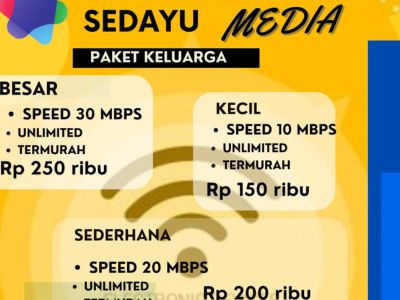 SEDAYU MEDIA
PAKET KELUARGA
BESAR
• SPEED 30 MBPS
• UNLIMITED
• TERMURAH
Rp 250 ribu
KECIL
• SPEED 10 MBPS
• UNLIMITED
• TERMURAH
Rp 150 ribu
SEDERHANA
• SPEED 20 MBPS
• UNLIMITED
Rp 200 ribu